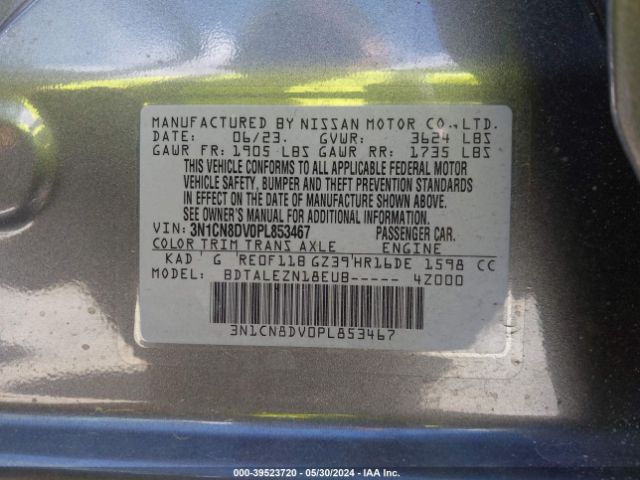 MANUFACTURED BY NISSAN MOTOR CO.,LTD.
DATE: 06/23. GVWR: 3624 LBS
GAWR FR: 1905 LBS GAWR RR: 1735 LBS
THIS VEHICLE CONFORMS TO ALL APPLICABLE FEDERAL MOTOR
VEHICLE SAFETY, BUMPER AND THEFT PREVENTION STANDARDS
IN EFFECT ON THE DATE OF MANUFACTURE SHOWN ABOVE.
SEE OWNER'S MANUAL FOR ADDITIONAL INFORMATION.
VIN: 3N1CN8DV0PL853467 PASSENGER CAR.
COLOR TRIM TRANS AXLE ENGINE
KAD G RE0F11B GZ39 HR16DE 1598 CC
MODEL: BDTALEZN18EUB----- 4Z000
3N1CN8DV0PL853467
000-39523720 - 05/30/2024 - IAA Inc.